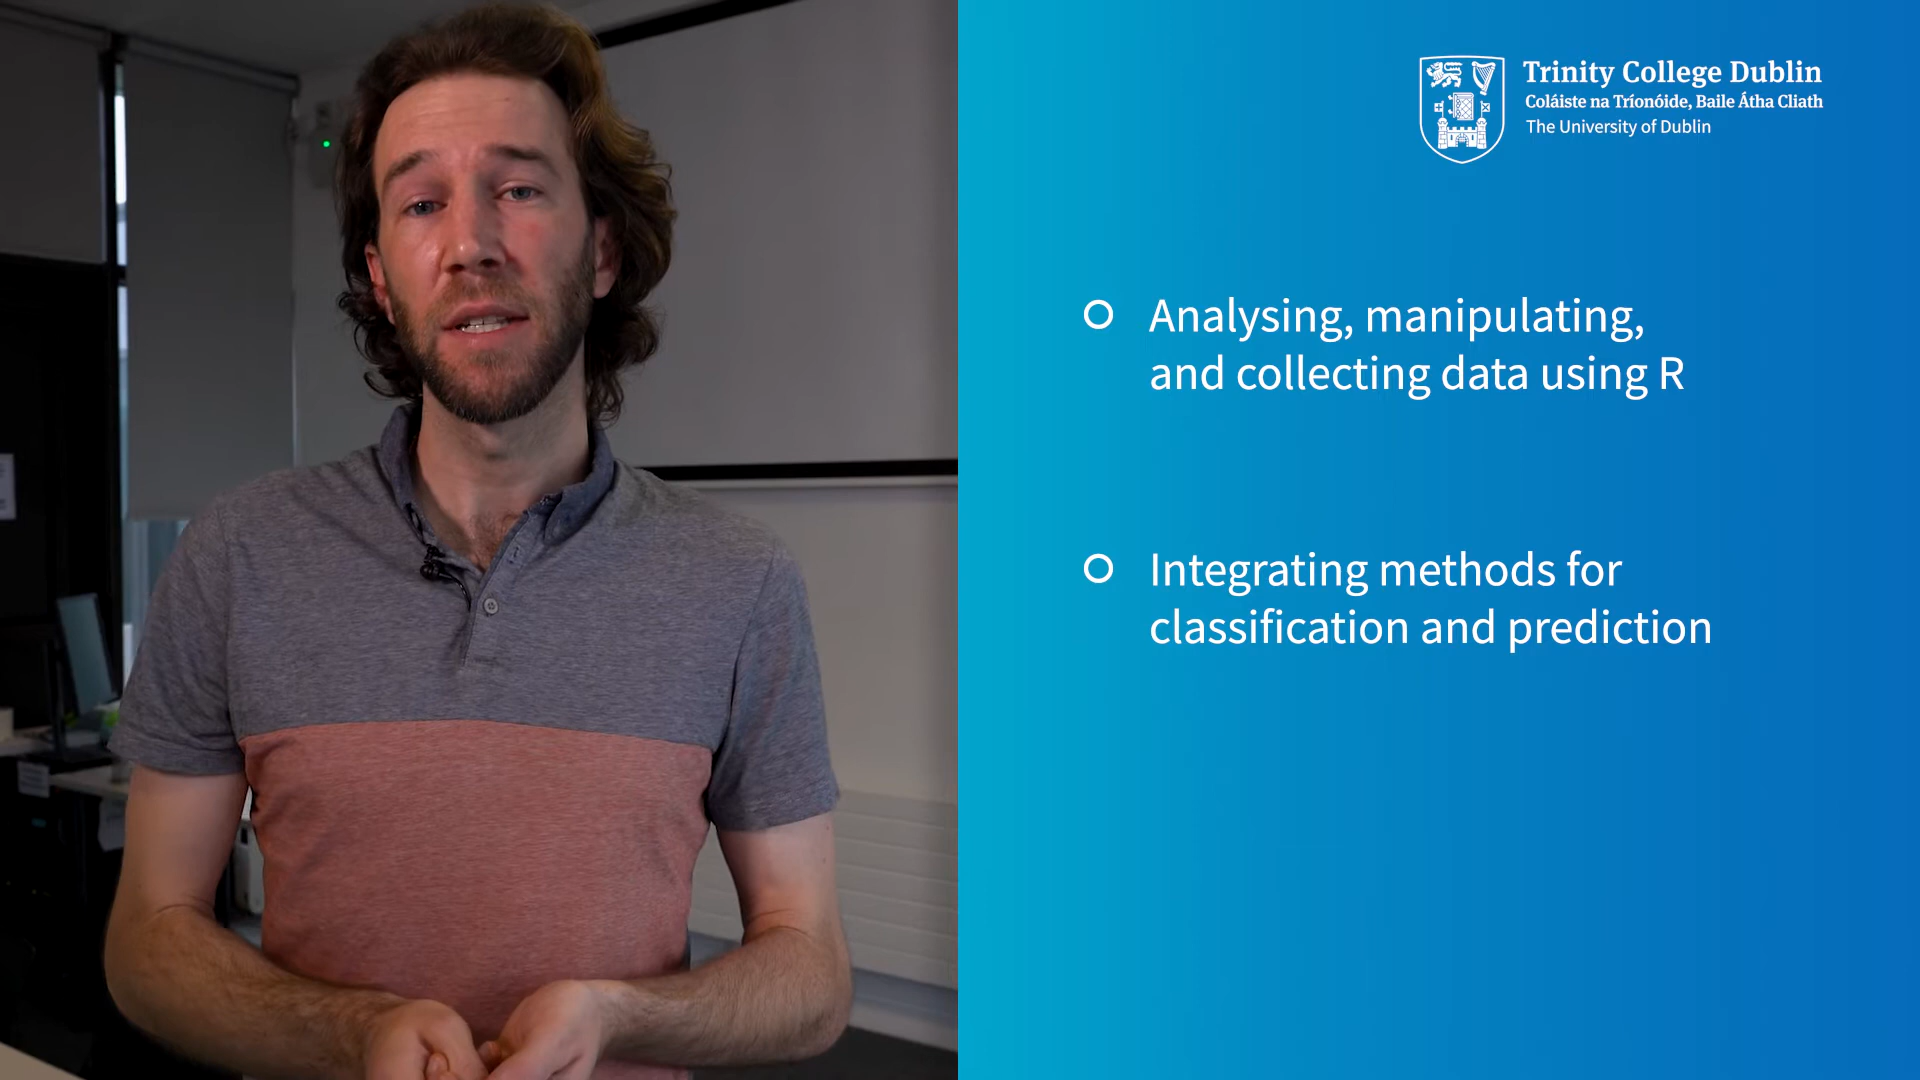 Trinity College Dublin
Coláiste na Tríonóide, Baile Átha Cliath
The University of Dublin
Analysing, manipulating,
and collecting data using R
Integrating methods for
classification and prediction